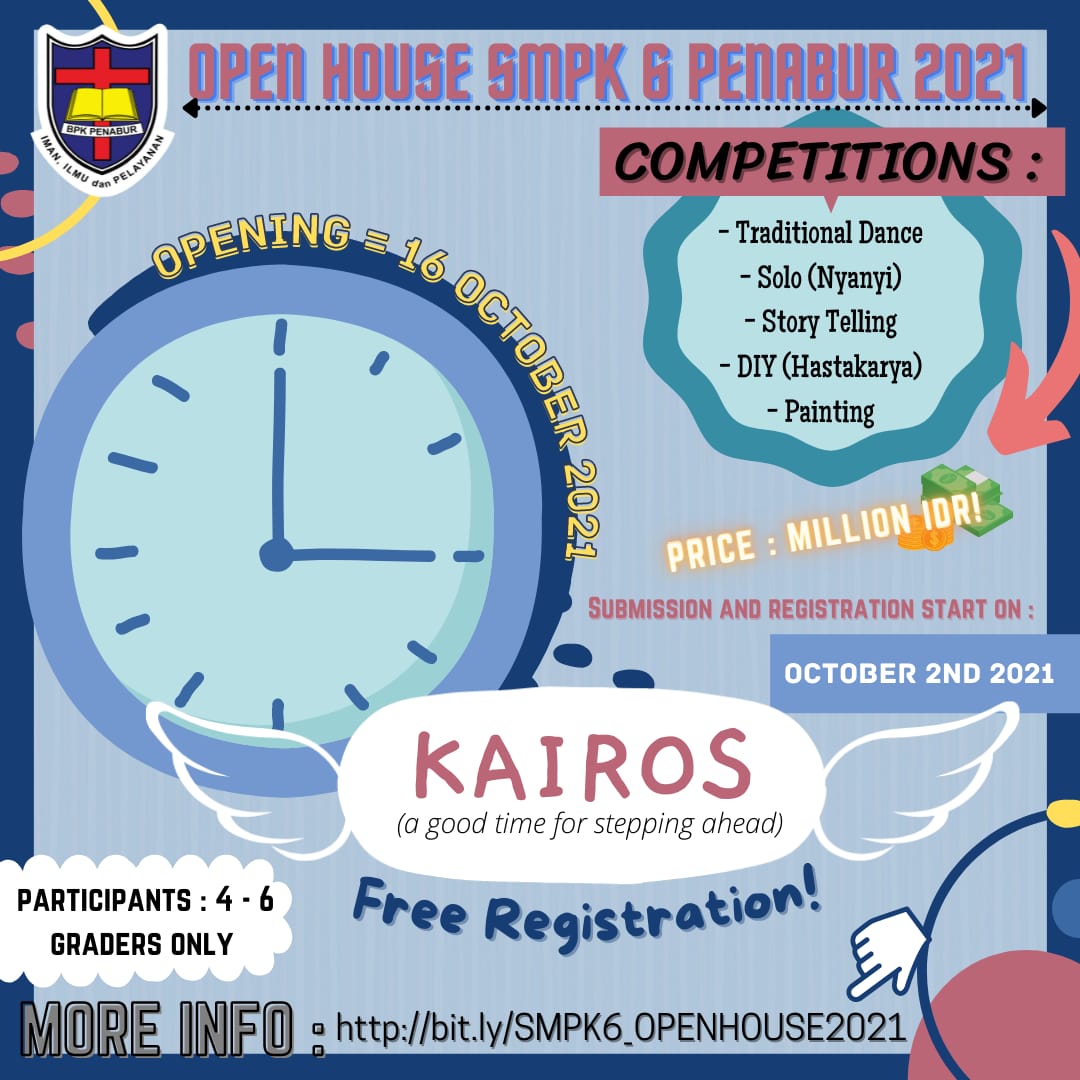 OPEN HOUSE SMPK 6 PENABUR 2021
BPK PENABUR
IMAN, ILMU dan PELAYANAN
COMPETITIONS :
- Traditional Dance
- Solo (Nyanyi)
- Story Telling
- DIY (Hastakarya)
- Painting
OPENING = 16 OCTOBER 2021
PRICE : MILLION IDR!
SUBMISSION AND REGISTRATION START ON :
OCTOBER 2ND 2021
KAIROS
(a good time for stepping ahead)
Free Registration!
PARTICIPANTS : 4 - 6
GRADERS ONLY
MORE INFO : http://bit.ly/SMPK6_OPENHOUSE2021